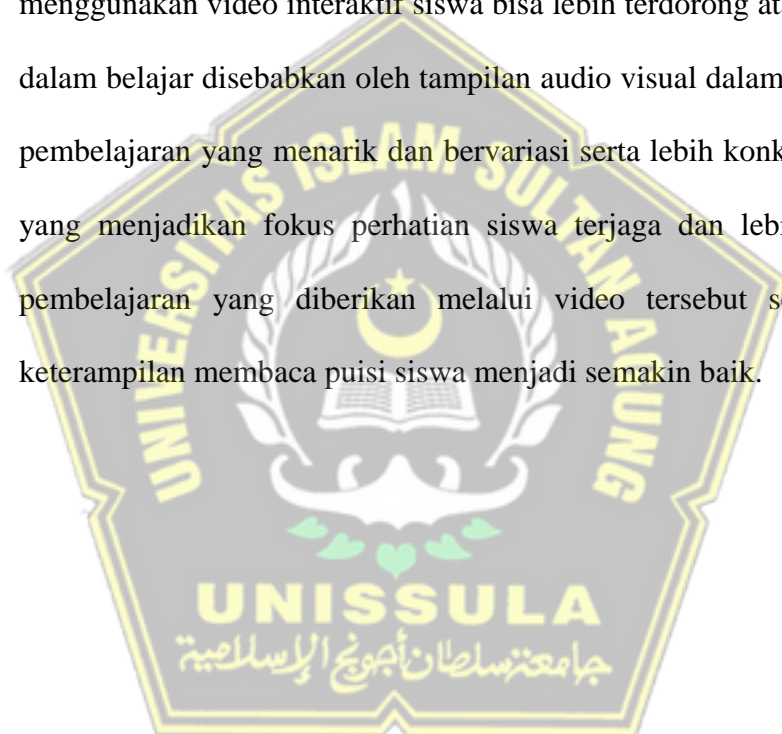 menggunakan video interaktif siswa bisa lebih terdorong
dalam belajar disebabkan oleh tampilan audio visual dalam
pembelajaran yang menarik dan bervariasi serta lebih
yang menjadikan fokus perhatian siswa terjaga dan
pembelajaran yang diberikan melalui video tersebut
keterampilan membaca puisi siswa menjadi semakin baik.
UNIVERSITAS ISLAM SULTAN AGUNG
UNISSULA
جامعة سلطان أجونج الإسلامية